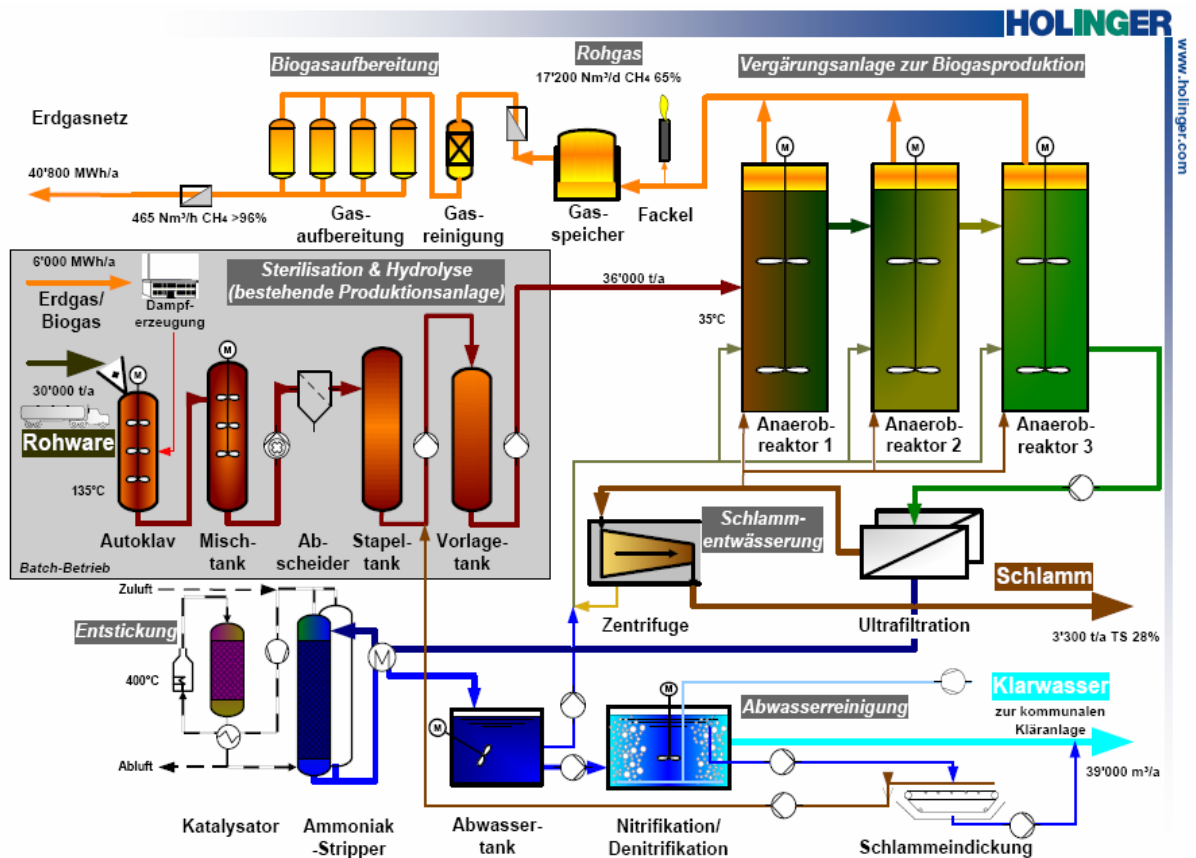 HOLINGER
www.holinger.com
Biogasaufbereitung
Rohgas
17'200 Nm³/d CH₄ 65%
Vergärungsanlage zur Biogasproduktion
Erdgasnetz
40'800 MWh/a
465 Nm³/h CH₄ >96%
Gas-
aufbereitung
Gas-
reinigung
Gas-
speicher
Fackel
M
M
M
6'000 MWh/a
Erdgas/
Biogas
Dampf-
erzeugung
Sterilisation & Hydrolyse
(bestehende Produktionsanlage)
36'000 t/a
35°C
30'000 t/a
Rohware
M
M
135°C
Autoklav
Misch-
tank
Ab-
scheider
Stapel-
tank
Vorlage-
tank
Batch-Betrieb
Anaerob-
reaktor 1
Anaerob-
reaktor 2
Anaerob-
reaktor 3
Schlamm-
entwässerung
Zentrifuge
Ultrafiltration
Schlamm
3'300 t/a TS 28%
Zuluft
Entstickung
400°C
Abluft
M
Katalysator
Ammoniak
-Stripper
M
Abwasser-
tank
M
Nitrifikation/
Denitrifikation
Abwasserreinigung
Klarwasser
zur kommunalen
Kläranlage
39'000 m³/a
Schlammeindickung